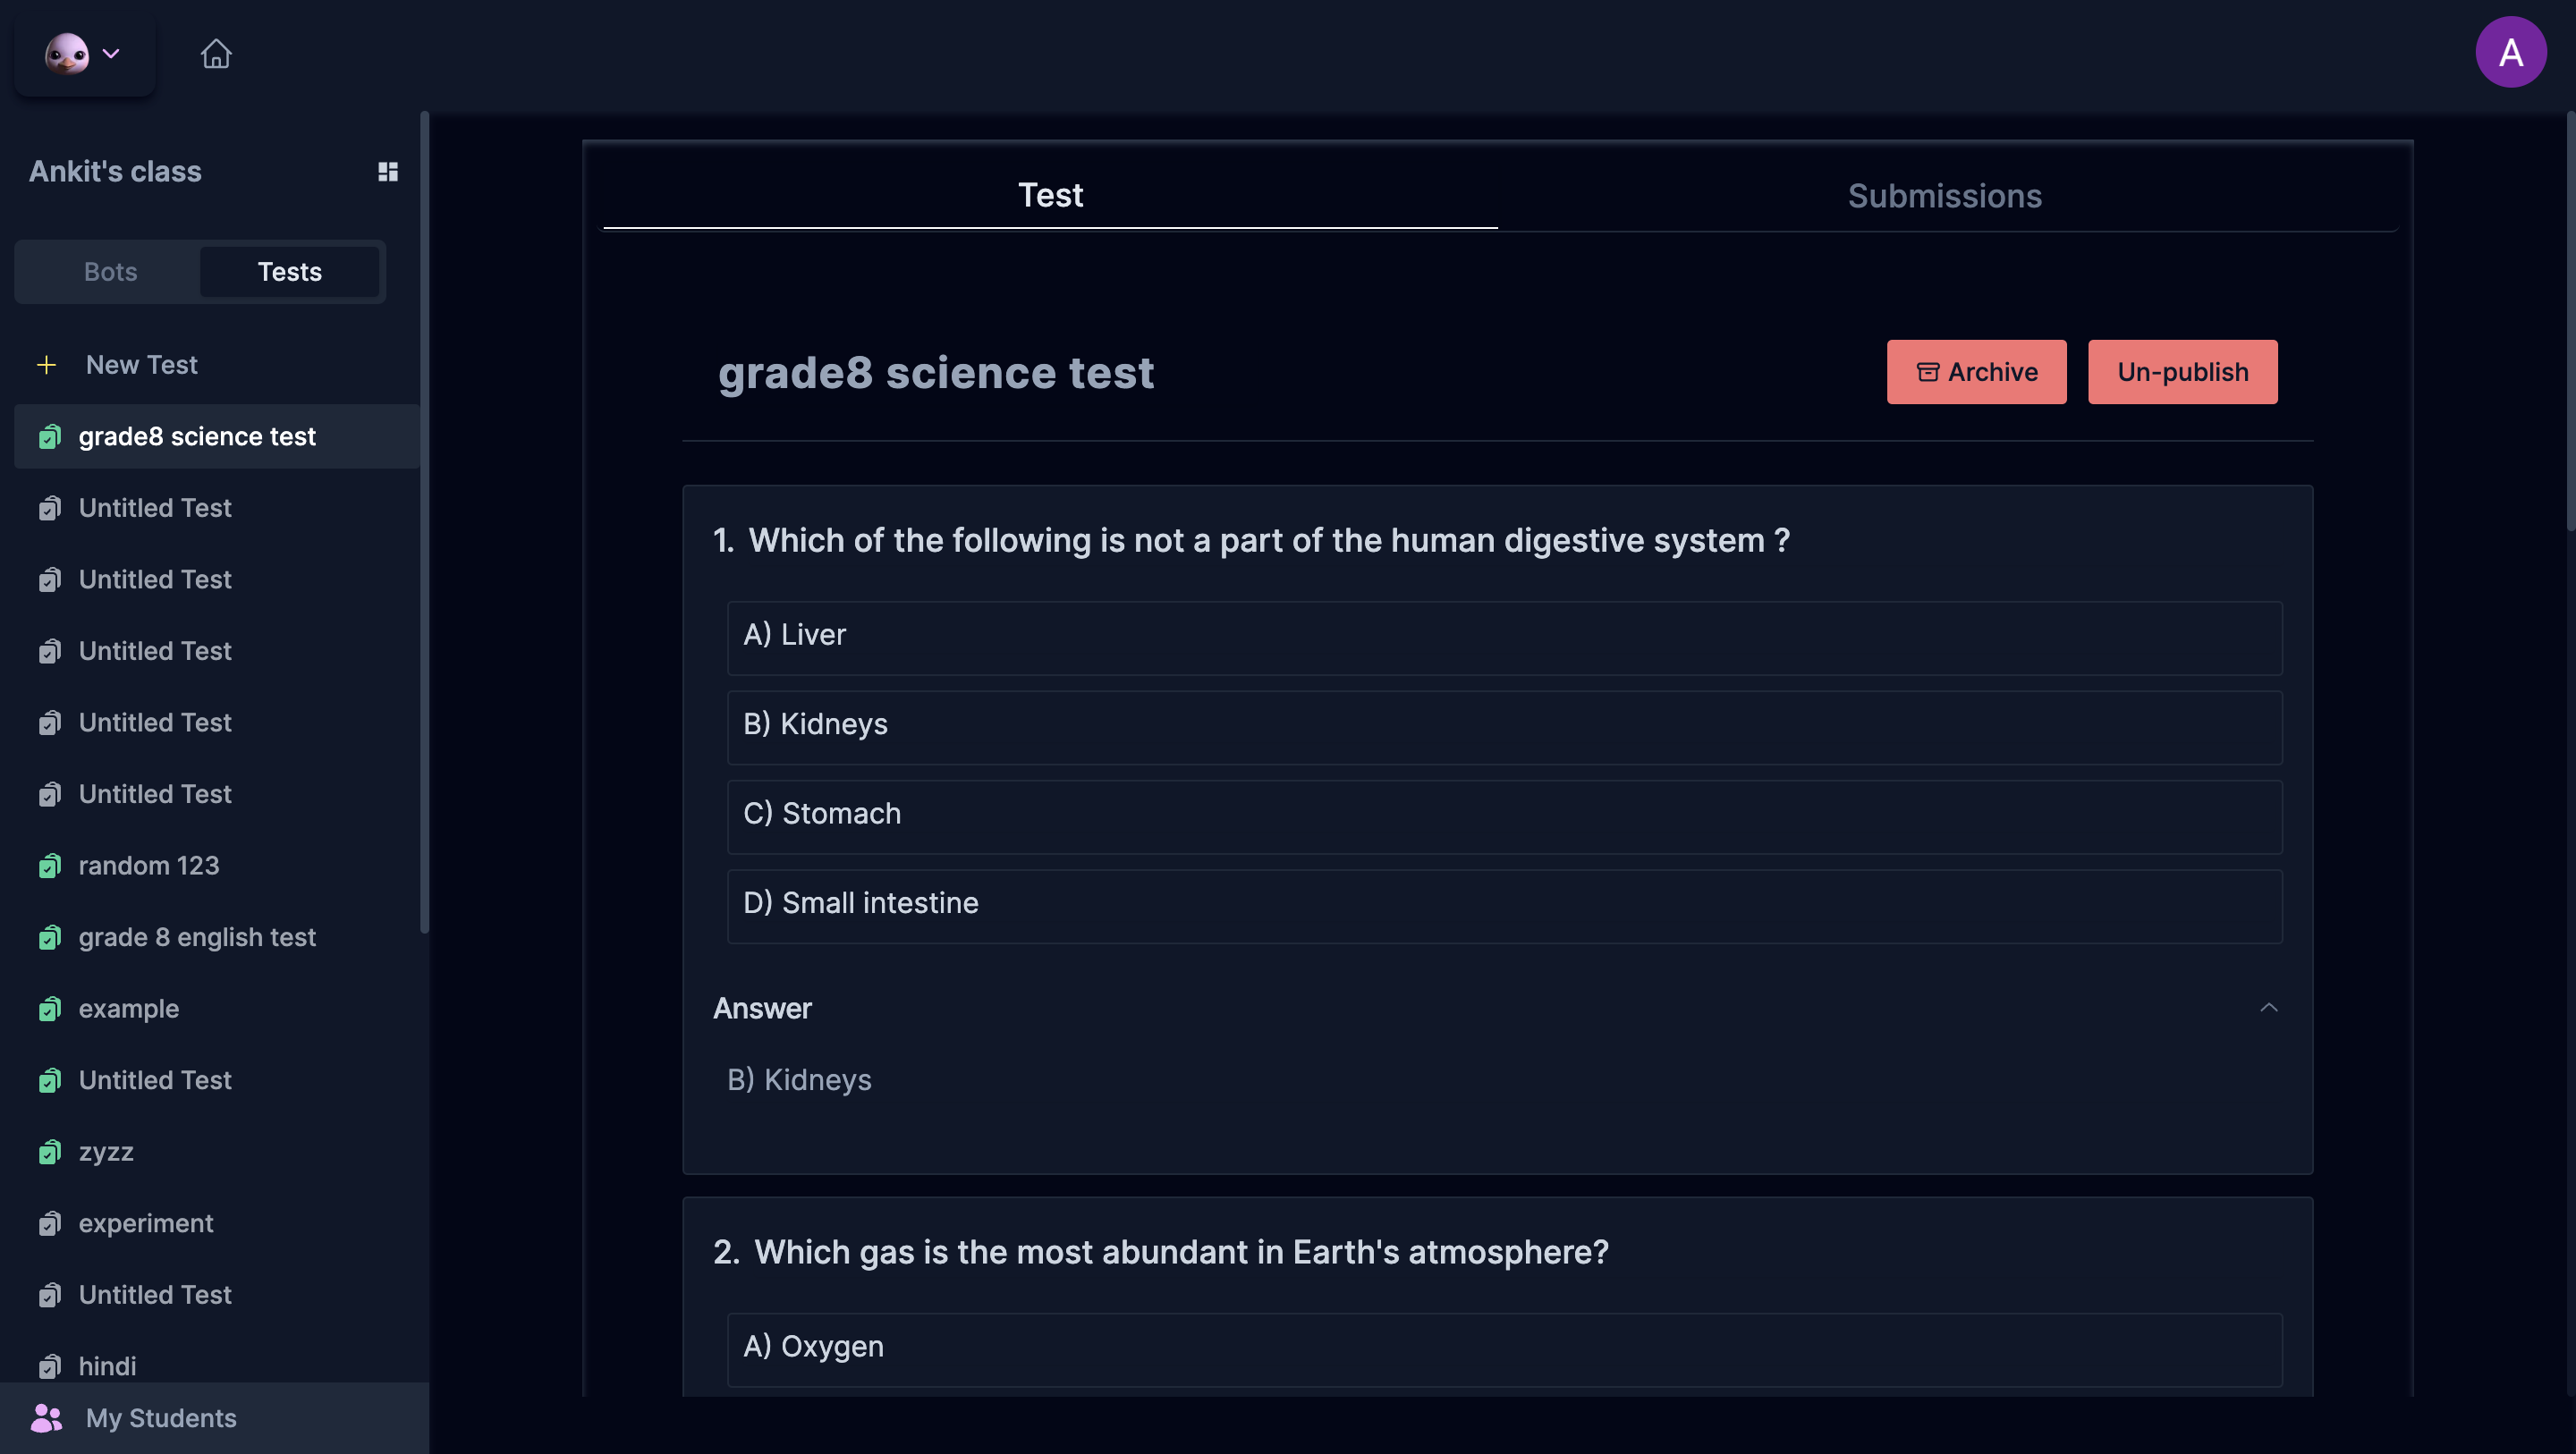 A
Ankit's class
Bots
Tests
New Test
grade8 science test
Untitled Test
Untitled Test
Untitled Test
Untitled Test
Untitled Test
random 123
grade 8 english test
example
Untitled Test
zyzz
experiment
Untitled Test
hindi
My Students
Test
Submissions
grade8 science test
Archive
Un-publish
1. Which of the following is not a part of the human digestive system ?
A) Liver
B) Kidneys
C) Stomach
D) Small intestine
Answer
B) Kidneys
2. Which gas is the most abundant in Earth's atmosphere?
A) Oxygen